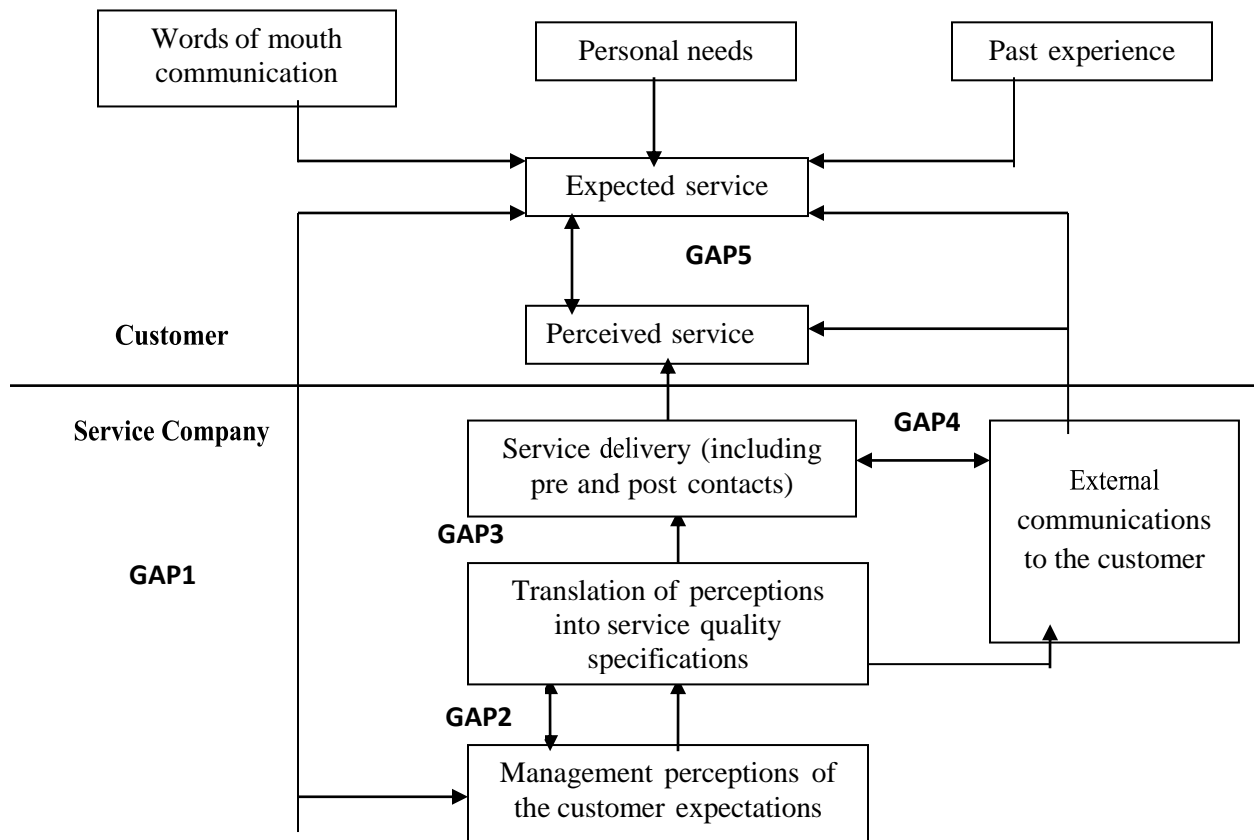 Words of mouth
communication
Personal needs
Past experience
Expected service
GAP5
Perceived service
Customer
Service Company
GAP4
Service delivery (including
pre and post contacts)
External
communications
to the customer
GAP3
GAP1
Translation of perceptions
into service quality
specifications
GAP2
Management perceptions of
the customer expectations